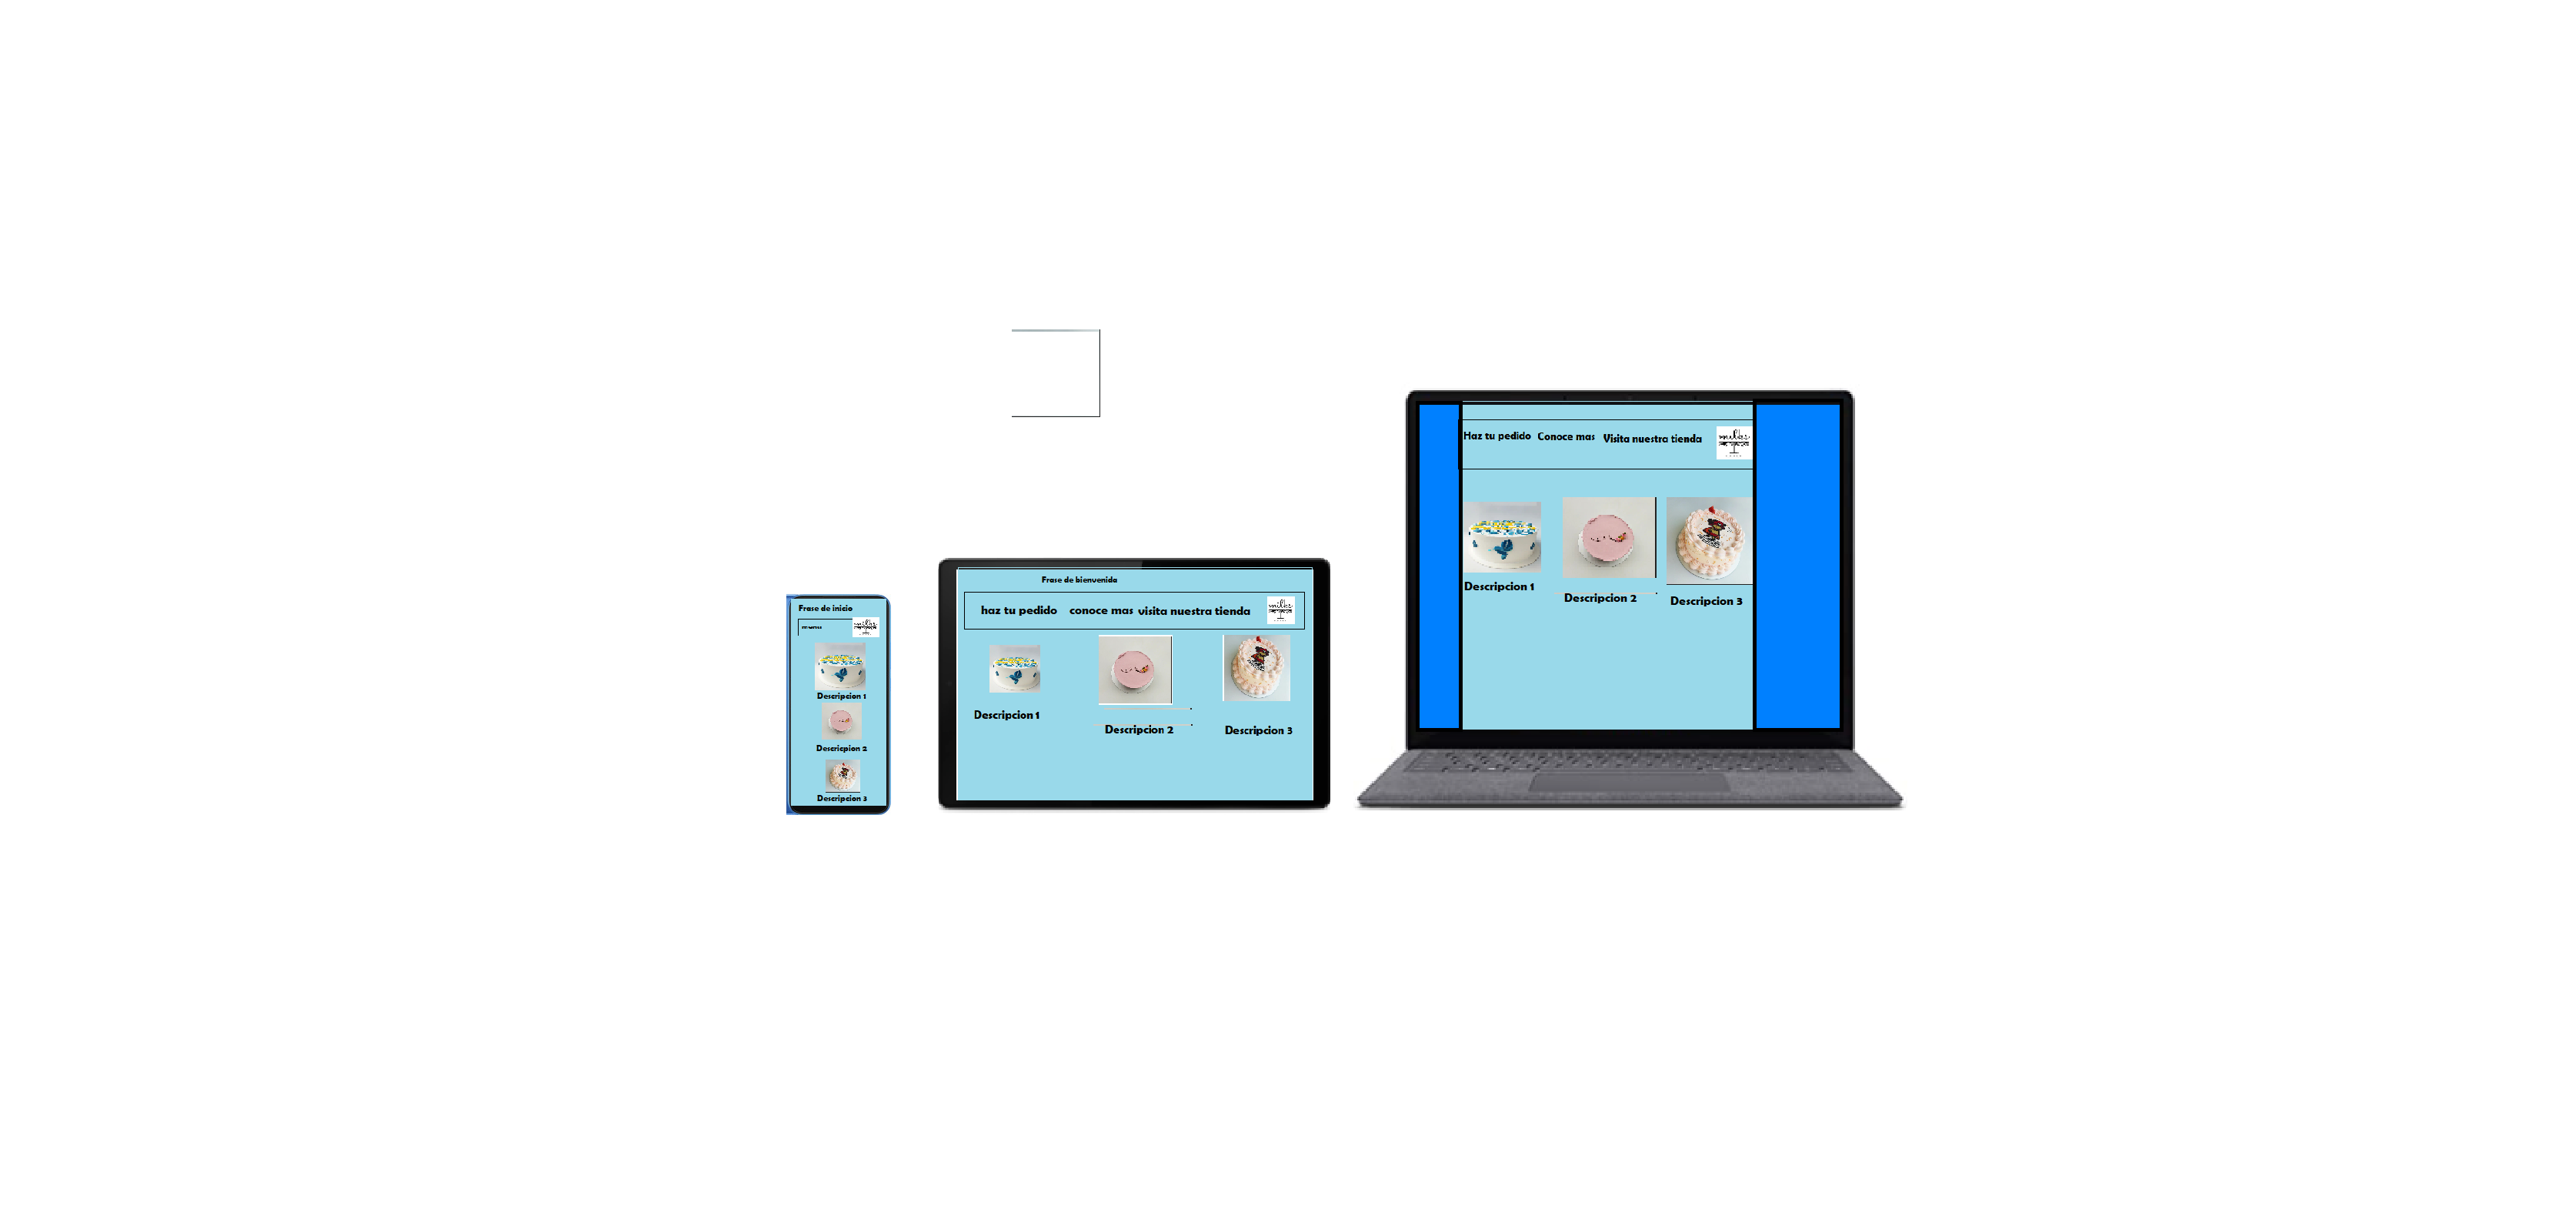 Frase de inicio
Descripcion 1
Descricpion 2
Descripcion 3
Frase de bienvenida
haz tu pedido conoce mas visita nuestra tienda
Descripcion 1
Descripcion 2
Descripcion 3
Haz tu pedido Conoce mas Visita nuestra tienda
Descripcion 1
Descripcion 2
Descripcion 3